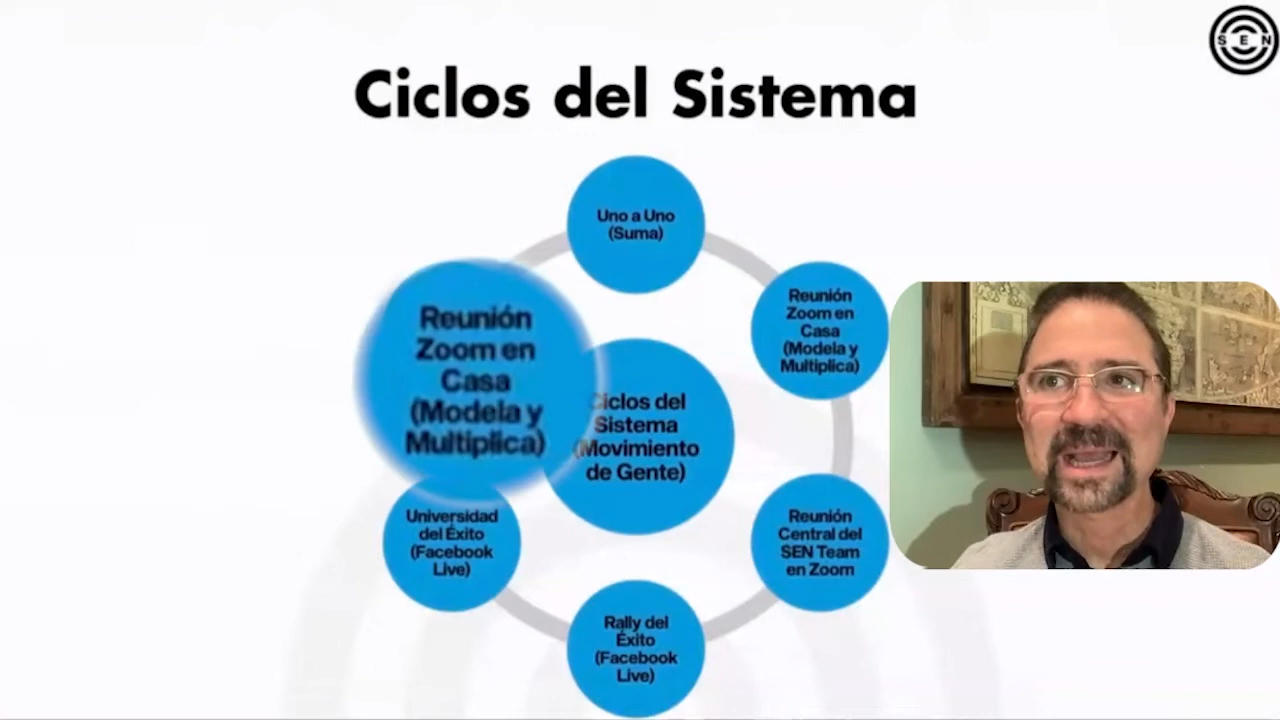 SEN
Ciclos del Sistema
Uno a Uno
(Suma)
Reunión
Zoom en
Casa
(Modela y
Multiplica)
Reunión
Zoom en
Casa
(Modela y
Multiplica)
Ciclos del
Sistema
(Movimiento
de Gente)
Universidad
del Éxito
(Facebook
Live)
Reunión
Central del
SEN Team
en Zoom
Rally del
Éxito
(Facebook
Live)